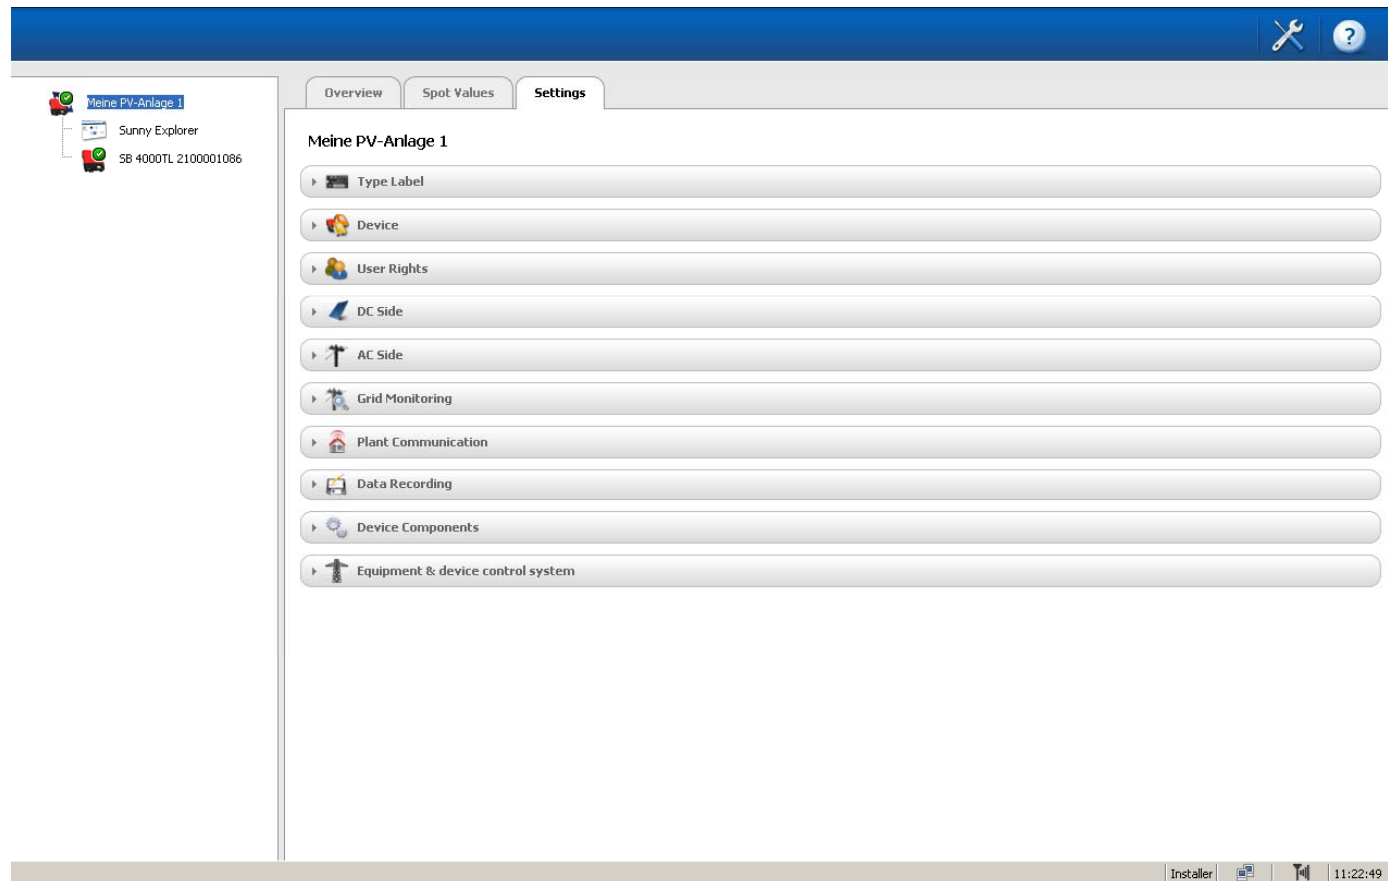 Meine PV-Anlage 1
Sunny Explorer
SB 4000TL 2100001086
Overview
Spot Values
Settings
Meine PV-Anlage 1
Type Label
Device
User Rights
DC Side
AC Side
Grid Monitoring
Plant Communication
Data Recording
Device Components
Equipment & device control system
Installer
11:22:49